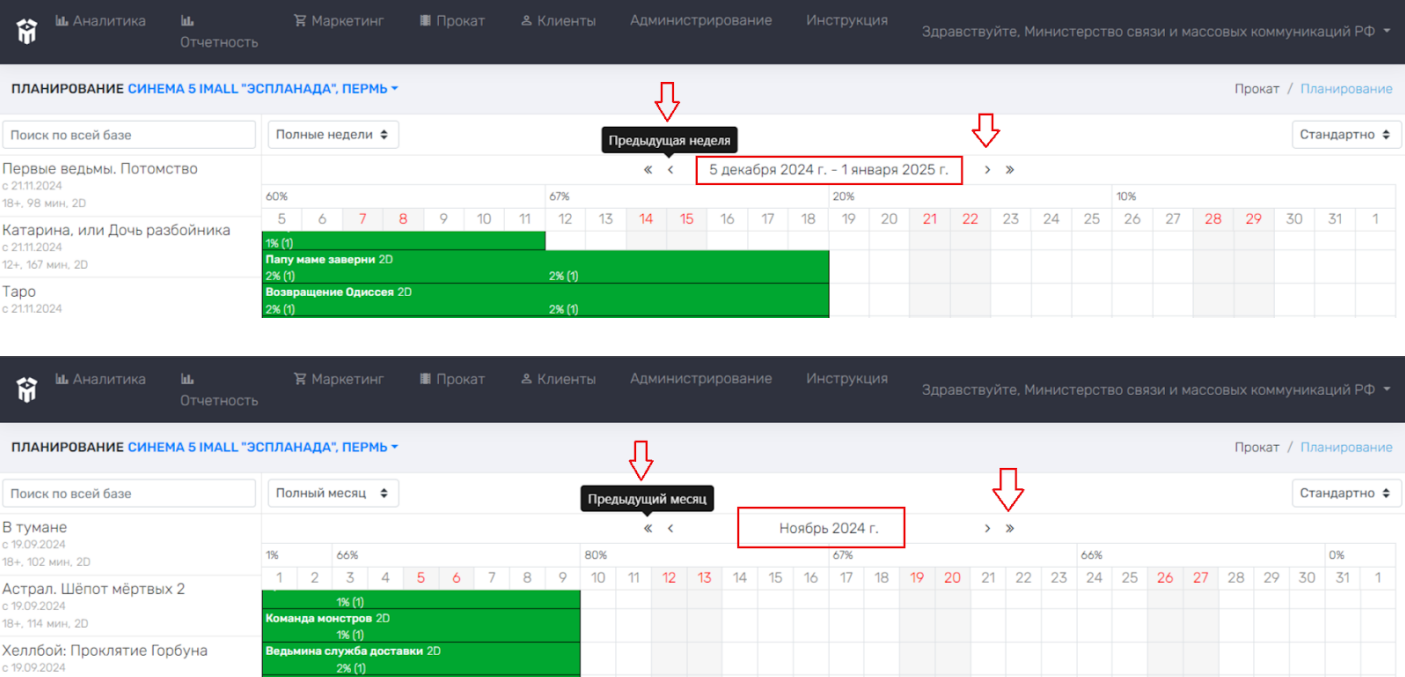 Аналитика
Отчетность
Маркетинг
Прокат
Клиенты
Администрирование
Инструкция
Здравствуйте, Министерство связи и массовых коммуникаций РФ
ПЛАНИРОВАНИЕ СИНЕМА 5 IMALL "ЭСПЛАНАДА", ПЕРМЬ
Прокат / Планирование
Поиск по всей базе
Полные недели
Предыдущая неделя
Стандартно
« ‹ 5 декабря 2024 г. - 1 января 2025 г. › »
Первые ведьмы. Потомство
с 21.11.2024
18+, 98 мин, 2D
Катарина, или Дочь разбойника
с 21.11.2024
12+, 167 мин, 2D
Таро
с 21.11.2024
60% 67% 20% 10%
5 6 7 8 9 10 11 12 13 14 15 16 17 18 19 20 21 22 23 24 25 26 27 28 29 30 31 1
1% (1)
Папу маме заверни 2D
2% (1) 2% (1)
Возвращение Одиссея 2D
2% (1) 2% (1)
Аналитика
Отчетность
Маркетинг
Прокат
Клиенты
Администрирование
Инструкция
Здравствуйте, Министерство связи и массовых коммуникаций РФ
ПЛАНИРОВАНИЕ СИНЕМА 5 IMALL "ЭСПЛАНАДА", ПЕРМЬ
Прокат / Планирование
Поиск по всей базе
Полный месяц
Предыдущий месяц
Стандартно
« ‹ Ноябрь 2024 г. › »
В тумане
с 19.09.2024
18+, 102 мин, 2D
Астрал. Шёпот мёртвых 2
с 19.09.2024
18+, 114 мин, 2D
Хеллбой: Проклятие Горбуна
с 19.09.2024
1% 66% 80% 67% 66% 0%
1 2 3 4 5 6 7 8 9 10 11 12 13 14 15 16 17 18 19 20 21 22 23 24 25 26 27 28 29 30 31 1
1% (1)
Команда монстров 2D
1% (1)
Ведьмина служба доставки 2D
2% (1)